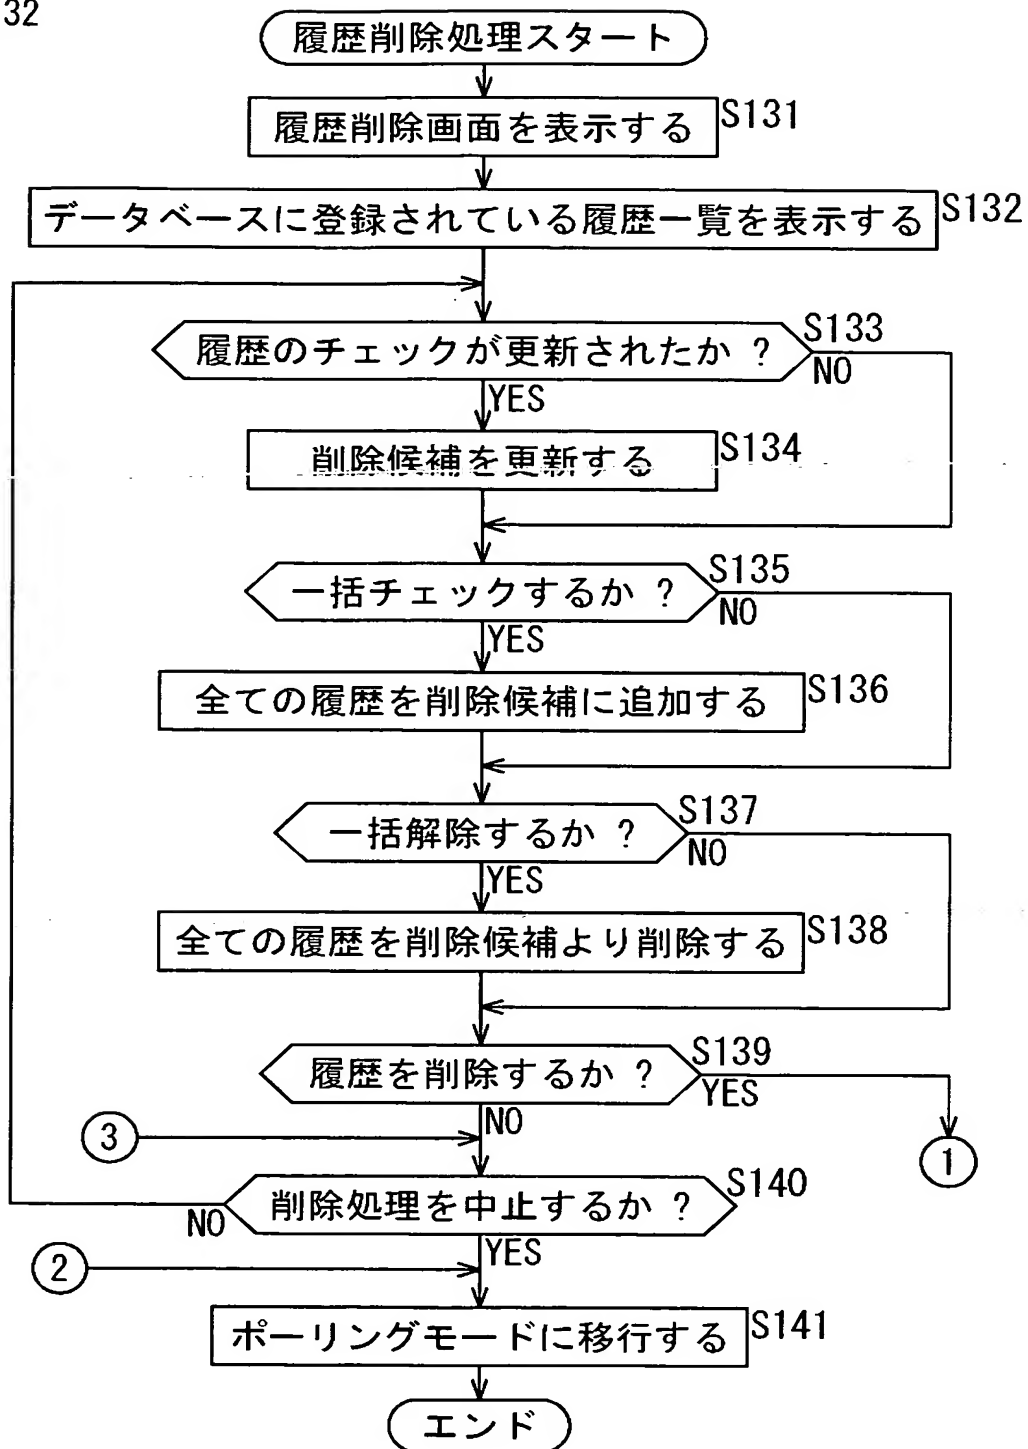 32
履歴削除処理スタート
履歴削除画面を表示する
S131
データベースに登録されている履歴一覧を表示する
S132
履歴のチェックが更新されたか ?
S133
NO
YES
削除候補を更新する
S134
一括チェックするか ?
S135
NO
YES
全ての履歴を削除候補に追加する
S136
一括解除するか ?
S137
NO
YES
全ての履歴を削除候補より削除する
S138
履歴を削除するか ?
S139
YES
NO
3
1
削除処理を中止するか ?
S140
NO
YES
2
ポーリングモードに移行する
S141
エンド